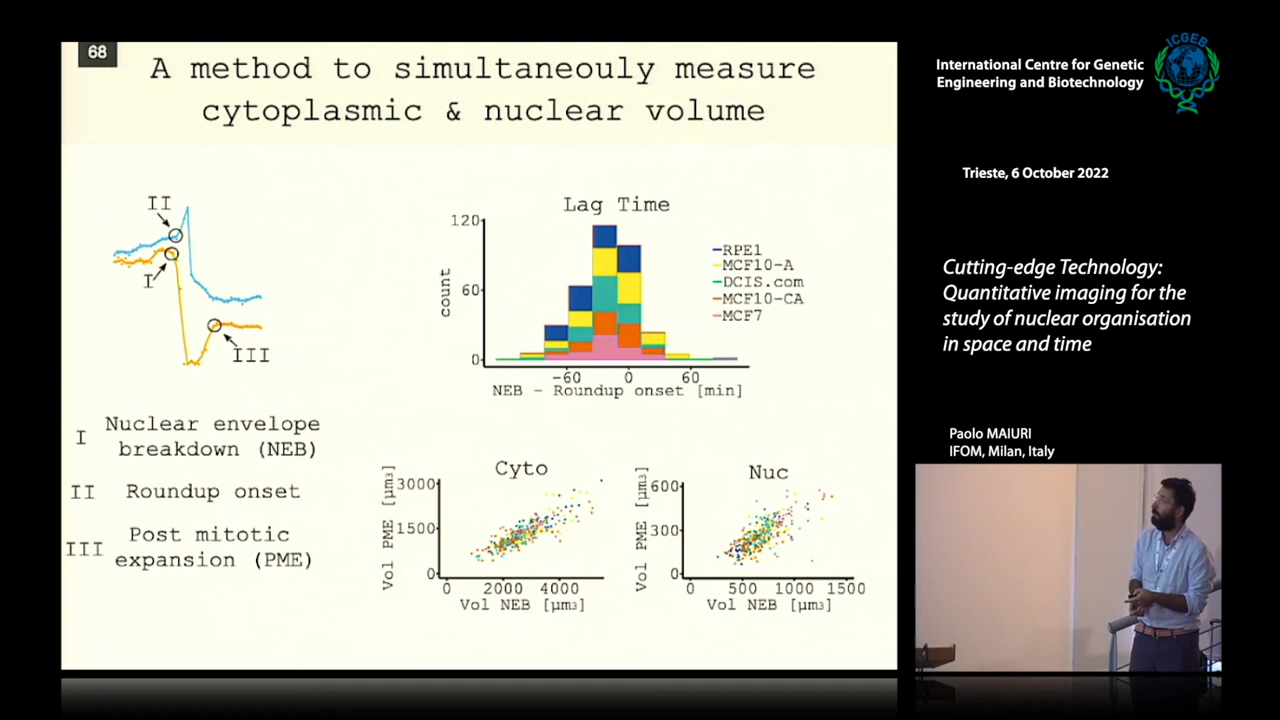 68
A method to simultaneouly measure
cytoplasmic & nuclear volume
II
I
III
I Nuclear envelope
breakdown (NEB)
II Roundup onset
III Post mitotic
expansion (PME)
Lag Time
120
60
0
count
-60 0 60
NEB - Roundup onset [min]
RPE1
MCF10-A
DCIS.com
MCF10-CA
MCF7
Cyto
3000
1500
0
Vol PME [µm3]
0 2000 4000
Vol NEB [µm3]
Nuc
600
300
0
Vol PME [µm3]
0 500 1000 1500
Vol NEB [µm3]
International Centre for Genetic
Engineering and Biotechnology
ICGEB
Trieste, 6 October 2022
Cutting-edge Technology:
Quantitative imaging for the
study of nuclear organisation
in space and time
Paolo MAIURI
IFOM, Milan, Italy